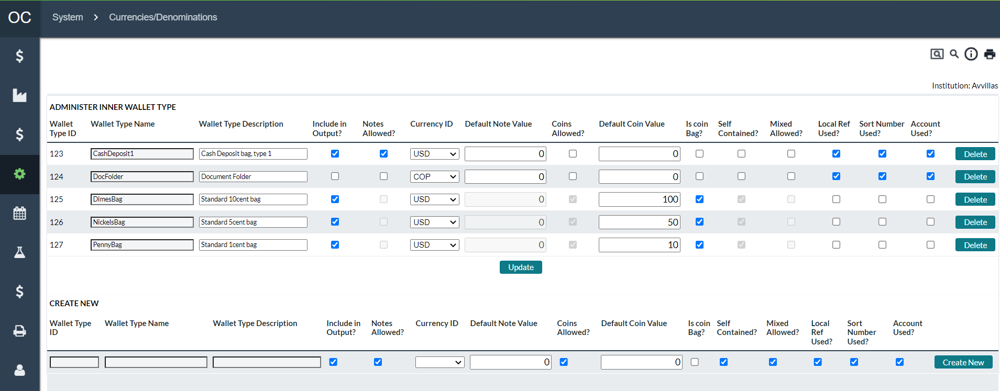 OC System Currencies/Denominations
Institution: Avvillas
ADMINISTER INNER WALLET TYPE
Wallet Type ID Wallet Type Name Wallet Type Description Include in Output? Notes Allowed? Currency ID Default Note Value Coins Allowed? Default Coin Value Is coin Bag? Self Contained? Mixed Allowed? Local Ref Used? Sort Number Used? Account Used?
123 CashDeposit1 Cash Deposit bag, type 1 USD 0 0 Delete
124 DocFolder Document Folder COP 0 0 Delete
125 DimesBag Standard 10cent bag USD 0 100 Delete
126 NickelsBag Standard 5cent bag USD 0 50 Delete
127 PennyBag Standard 1cent bag USD 0 10 Delete
Update
CREATE NEW
Wallet Type ID Wallet Type Name Wallet Type Description Include in Output? Notes Allowed? Currency ID Default Note Value Coins Allowed? Default Coin Value Is coin Bag? Self Contained? Mixed Allowed? Local Ref Used? Sort Number Used? Account Used?
0 0 Create New